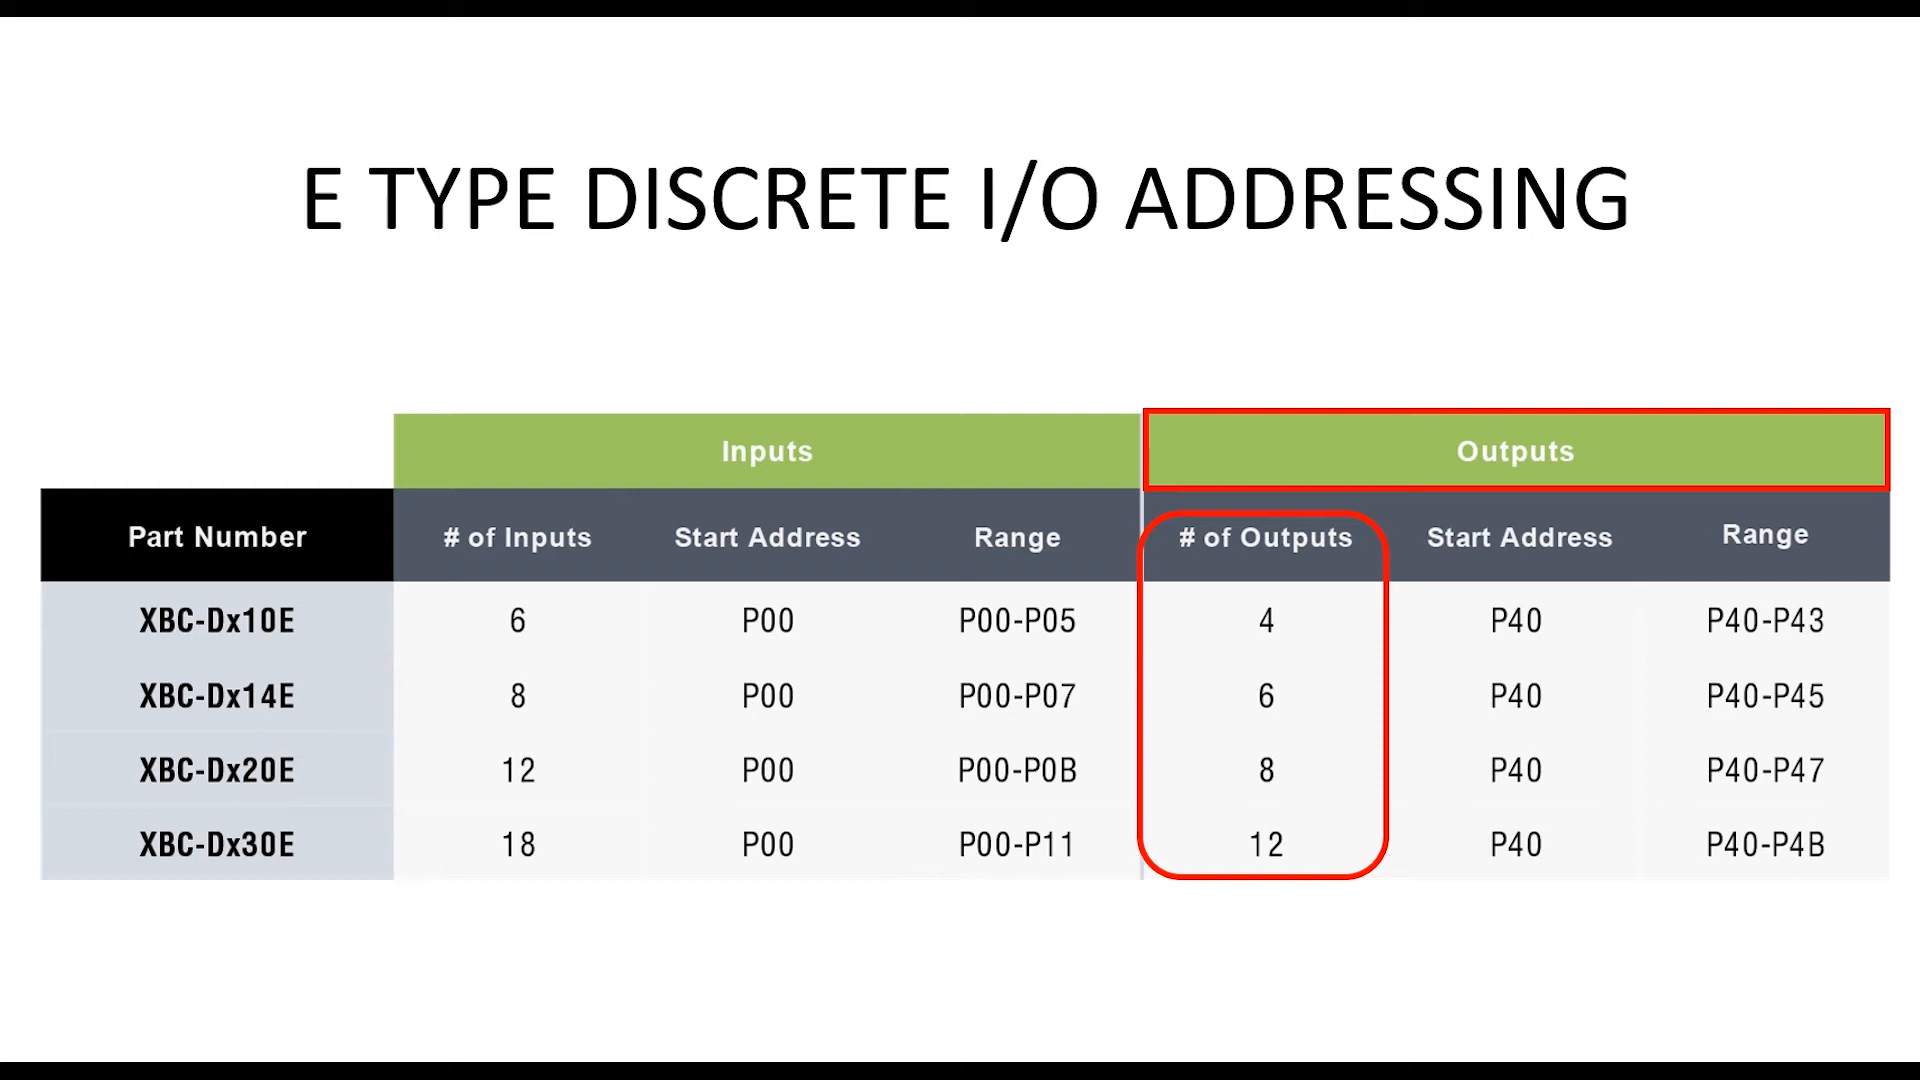 E TYPE DISCRETE I/O ADDRESSING
Inputs Outputs
Part Number # of Inputs Start Address Range # of Outputs Start Address Range
XBC-Dx10E 6 P00 P00-P05 4 P40 P40-P43
XBC-Dx14E 8 P00 P00-P07 6 P40 P40-P45
XBC-Dx20E 12 P00 P00-P0B 8 P40 P40-P47
XBC-Dx30E 18 P00 P00-P11 12 P40 P40-P4B